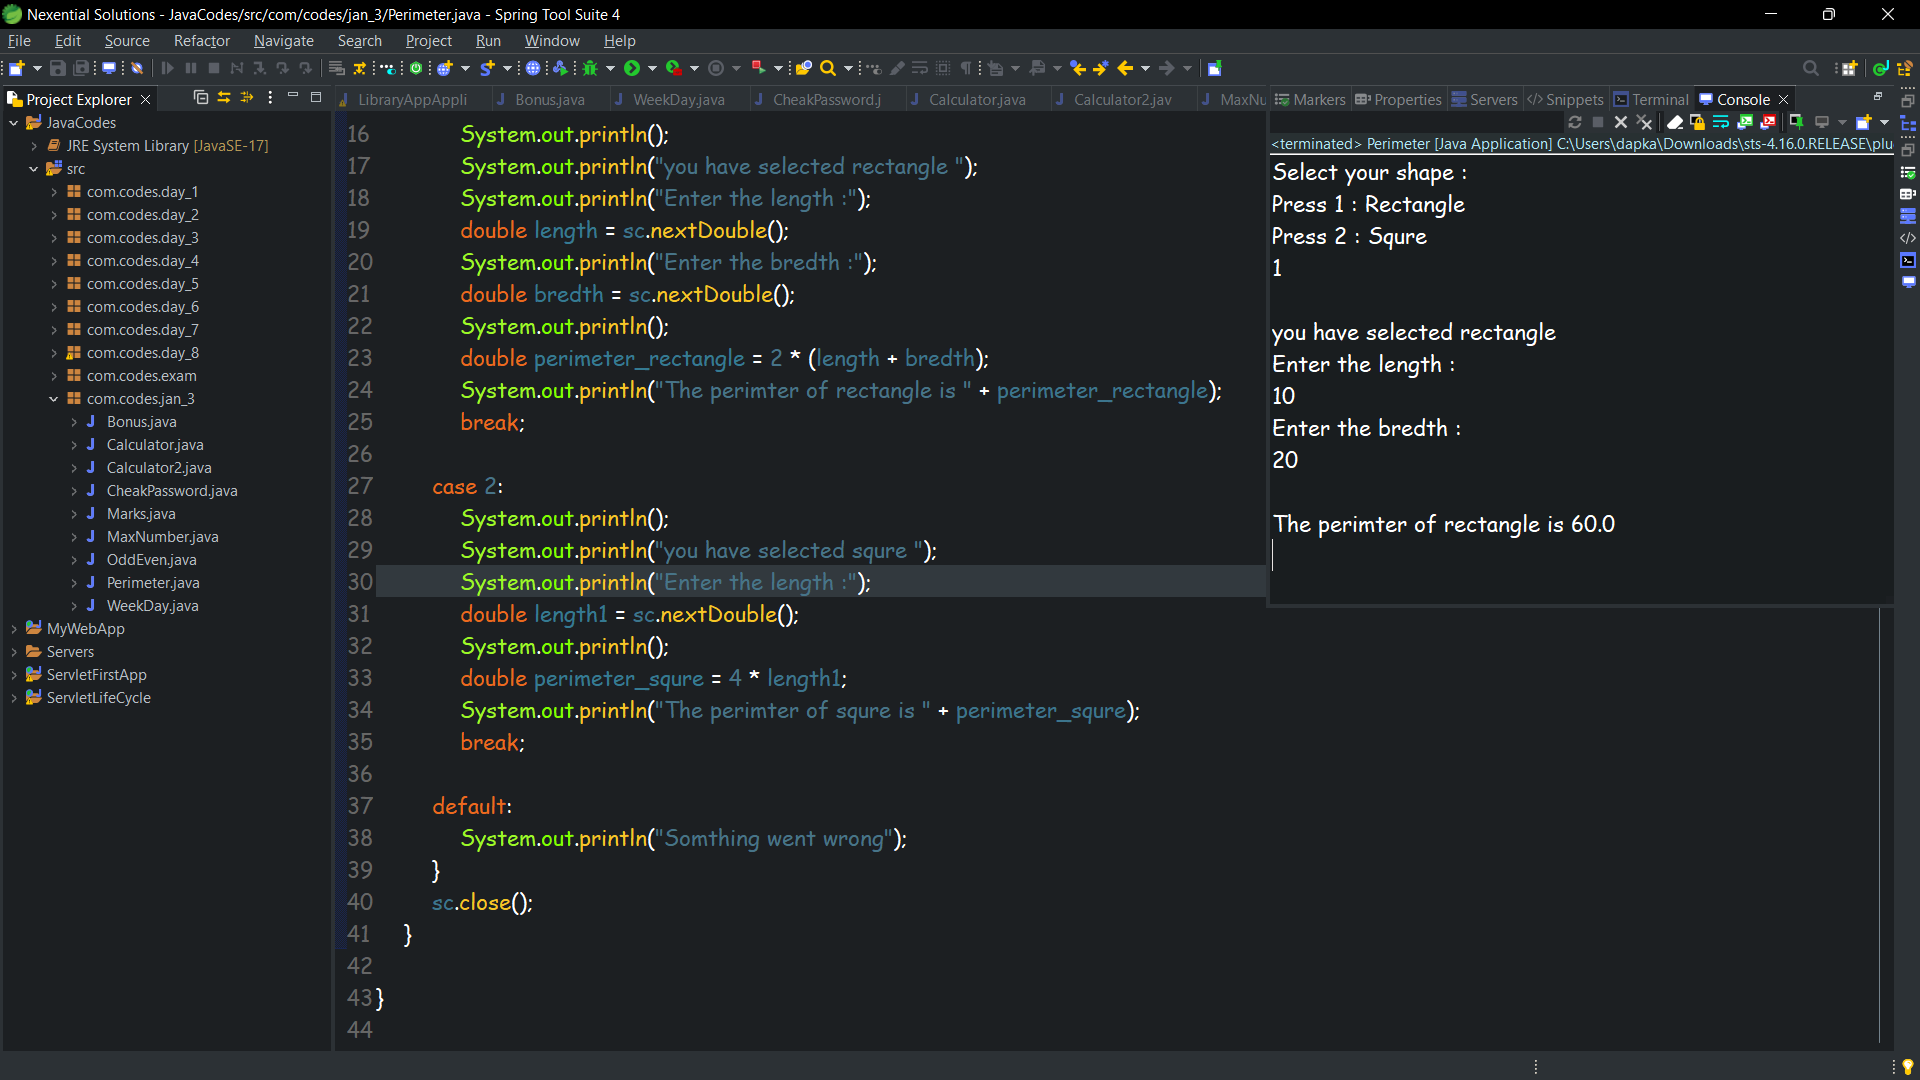 Nexential Solutions - JavaCodes/src/com/codes/jan_3/Perimeter.java - Spring Tool Suite 4
File Edit Source Refactor Navigate Search Project Run Window Help
Project Explorer
JavaCodes
JRE System Library [JavaSE-17]
src
com.codes.day_1
com.codes.day_2
com.codes.day_3
com.codes.day_4
com.codes.day_5
com.codes.day_6
com.codes.day_7
com.codes.day_8
com.codes.exam
com.codes.jan_3
Bonus.java
Calculator.java
Calculator2.java
CheakPassword.java
Marks.java
MaxNumber.java
OddEven.java
Perimeter.java
WeekDay.java
MyWebApp
Servers
ServletFirstApp
ServletLifeCycle
LibraryAppAppli Bonus.java WeekDay.java CheakPassword.j Calculator.java Calculator2.jav MaxNu
16 System.out.println();
17 System.out.println("you have selected rectangle ");
18 System.out.println("Enter the length :");
19 double length = sc.nextDouble();
20 System.out.println("Enter the bredth :");
21 double bredth = sc.nextDouble();
22 System.out.println();
23 double perimeter_rectangle = 2 * (length + bredth);
24 System.out.println("The perimter of rectangle is " + perimeter_rectangle);
25 break;
26
27 case 2:
28 System.out.println();
29 System.out.println("you have selected squre ");
30 System.out.println("Enter the length :");
31 double length1 = sc.nextDouble();
32 System.out.println();
33 double perimeter_squre = 4 * length1;
34 System.out.println("The perimter of squre is " + perimeter_squre);
35 break;
36
37 default:
38 System.out.println("Somthing went wrong");
39 }
40 sc.close();
41 }
42
43 }
44
Markers Properties Servers Snippets Terminal Console
<terminated> Perimeter [Java Application] C:\Users\dapka\Downloads\sts-4.16.0.RELEASE\plu
Select your shape :
Press 1 : Rectangle
Press 2 : Squre
1
you have selected rectangle
Enter the length :
10
Enter the bredth :
20
The perimter of rectangle is 60.0